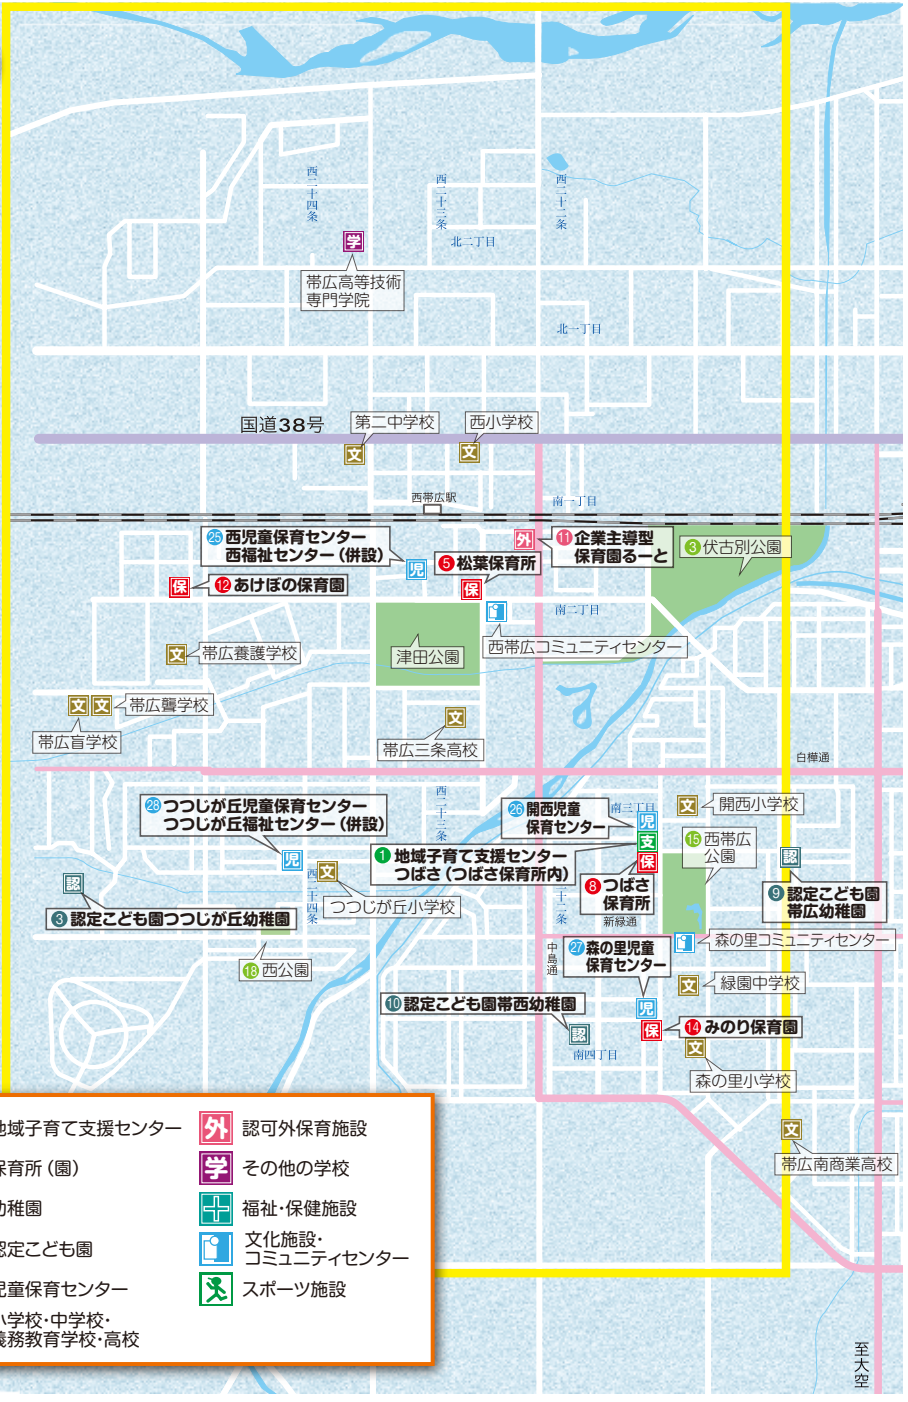 西二十四条
西二十三条
西二十二条
北二丁目
学
帯広高等技術
専門学院
北一丁目
国道38号
第二中学校
西小学校
文
文
西帯広駅
南一丁目
25 西児童保育センター
西福祉センター(併設)
児
外
11 企業主導型
保育園るーと
3 伏古別公園
5 松葉保育所
保
保
12 あけぼの保育園
南二丁目
西帯広コミュニティセンター
文
帯広養護学校
津田公園
文
文
帯広聾学校
帯広盲学校
文
帯広三条高校
白樺通
西二十三条
28 つつじが丘児童保育センター
つつじが丘福祉センター(併設)
児
26 開西児童
保育センター
南三丁目
児
文
開西小学校
支
1 地域子育て支援センター
つばさ(つばさ保育所内)
保
15 西帯広
公園
認
9 認定こども園
帯広幼稚園
認
3 認定こども園つつじが丘幼稚園
西二十四条
文
つつじが丘小学校
8 つばさ
保育所
二十二条
新緑通
中島通
森の里コミュニティセンター
18 西公園
27 森の里児童
保育センター
文
緑園中学校
10 認定こども園帯西幼稚園
認
児
保
14 みのり保育園
南四丁目
文
森の里小学校
文
帯広南商業高校
地域子育て支援センター
保育所(園)
幼稚園
認定こども園
児童保育センター
小学校・中学校・
義務教育学校・高校
外 認可外保育施設
学 その他の学校
福祉・保健施設
文化施設・
コミュニティセンター
スポーツ施設
至大空